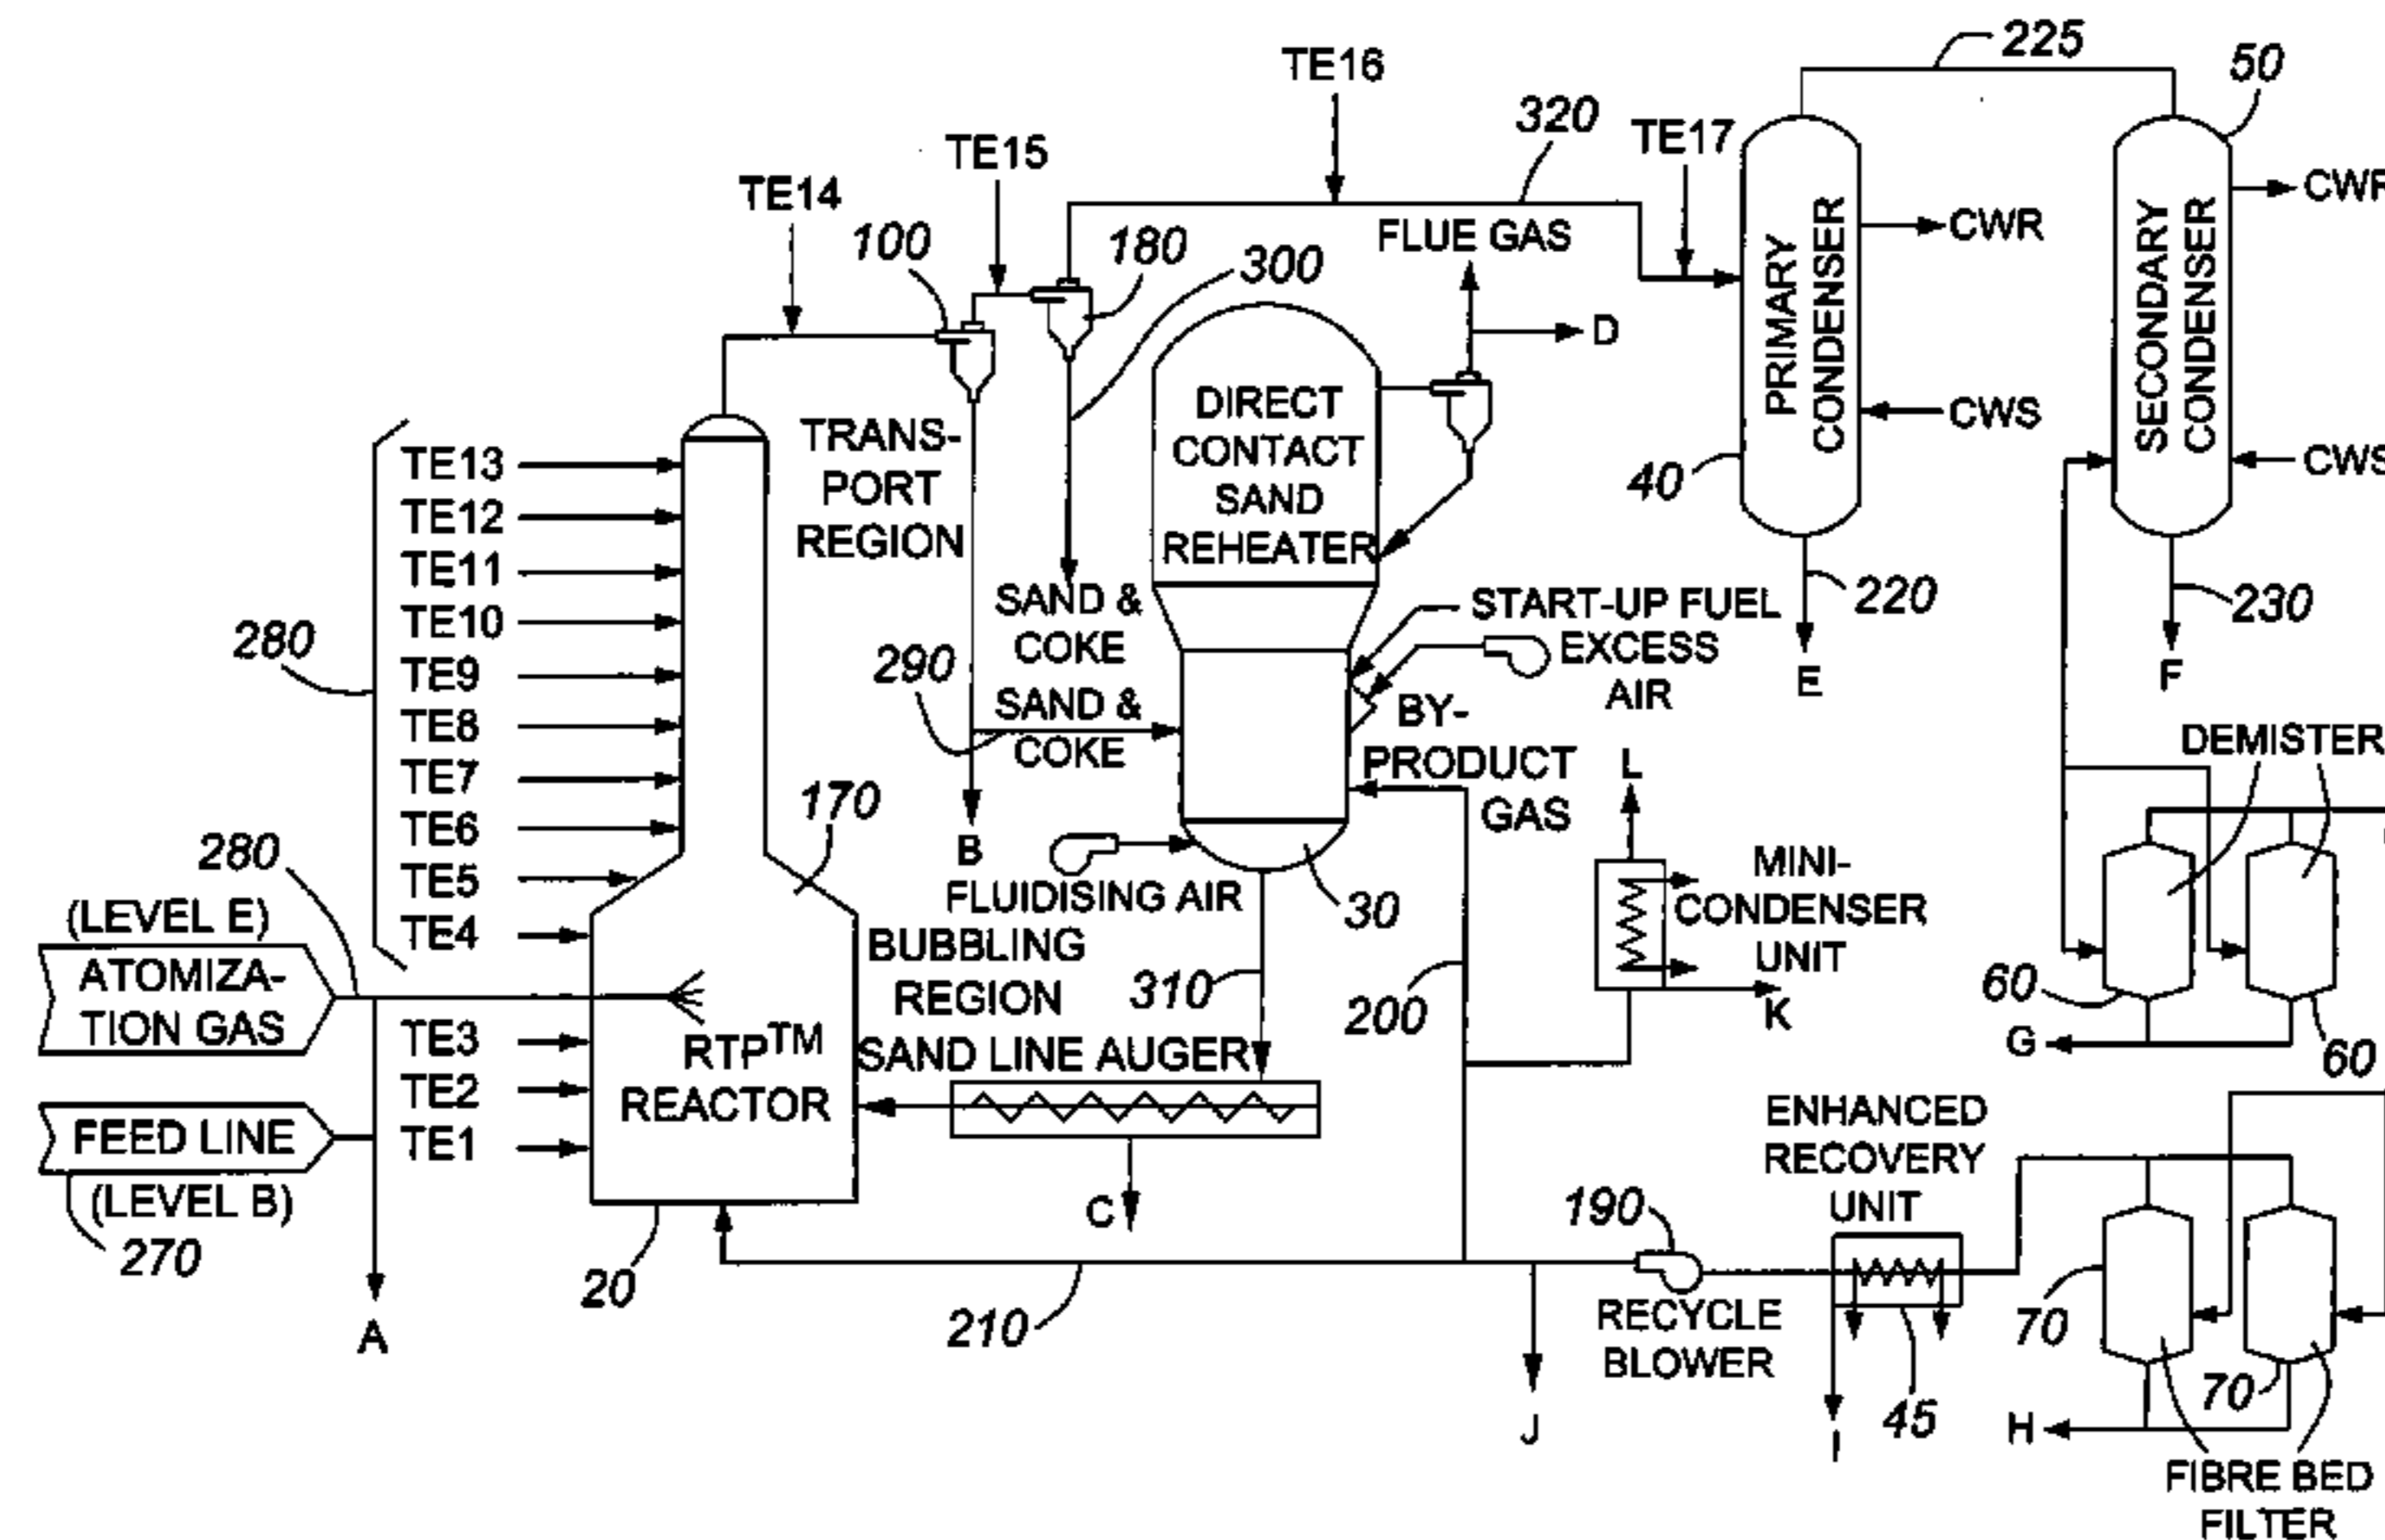 225
50
TE16
320
TE17
TE15
TE14
100
180
300
FLUE GAS
CWR
CWR
PRIMARY
CONDENSER
SECONDARY
CONDENSER
D
TRANS-
PORT
REGION
DIRECT
CONTACT
SAND
REHEATER
CWS
CWS
40
TE13
TE12
TE11
TE10
TE9
TE8
TE7
TE6
TE5
TE4
280
SAND &
COKE
290
SAND &
COKE
START-UP FUEL
EXCESS
AIR
220
230
E
F
BY-
PRODUCT
GAS
L
DEMISTER
170
280
B
FLUIDISING AIR
30
MINI-
CONDENSER
UNIT
K
(LEVEL E)
ATOMIZA-
TION GAS
BUBBLING
REGION
310
200
60
60
G
TE3
TE2
TE1
RTP™
REACTOR
SAND LINE AUGER
FEED LINE
(LEVEL B)
270
ENHANCED
RECOVERY
UNIT
C
190
20
A
210
RECYCLE
BLOWER
70
70
J
I
45
H
FIBRE BED
FILTER